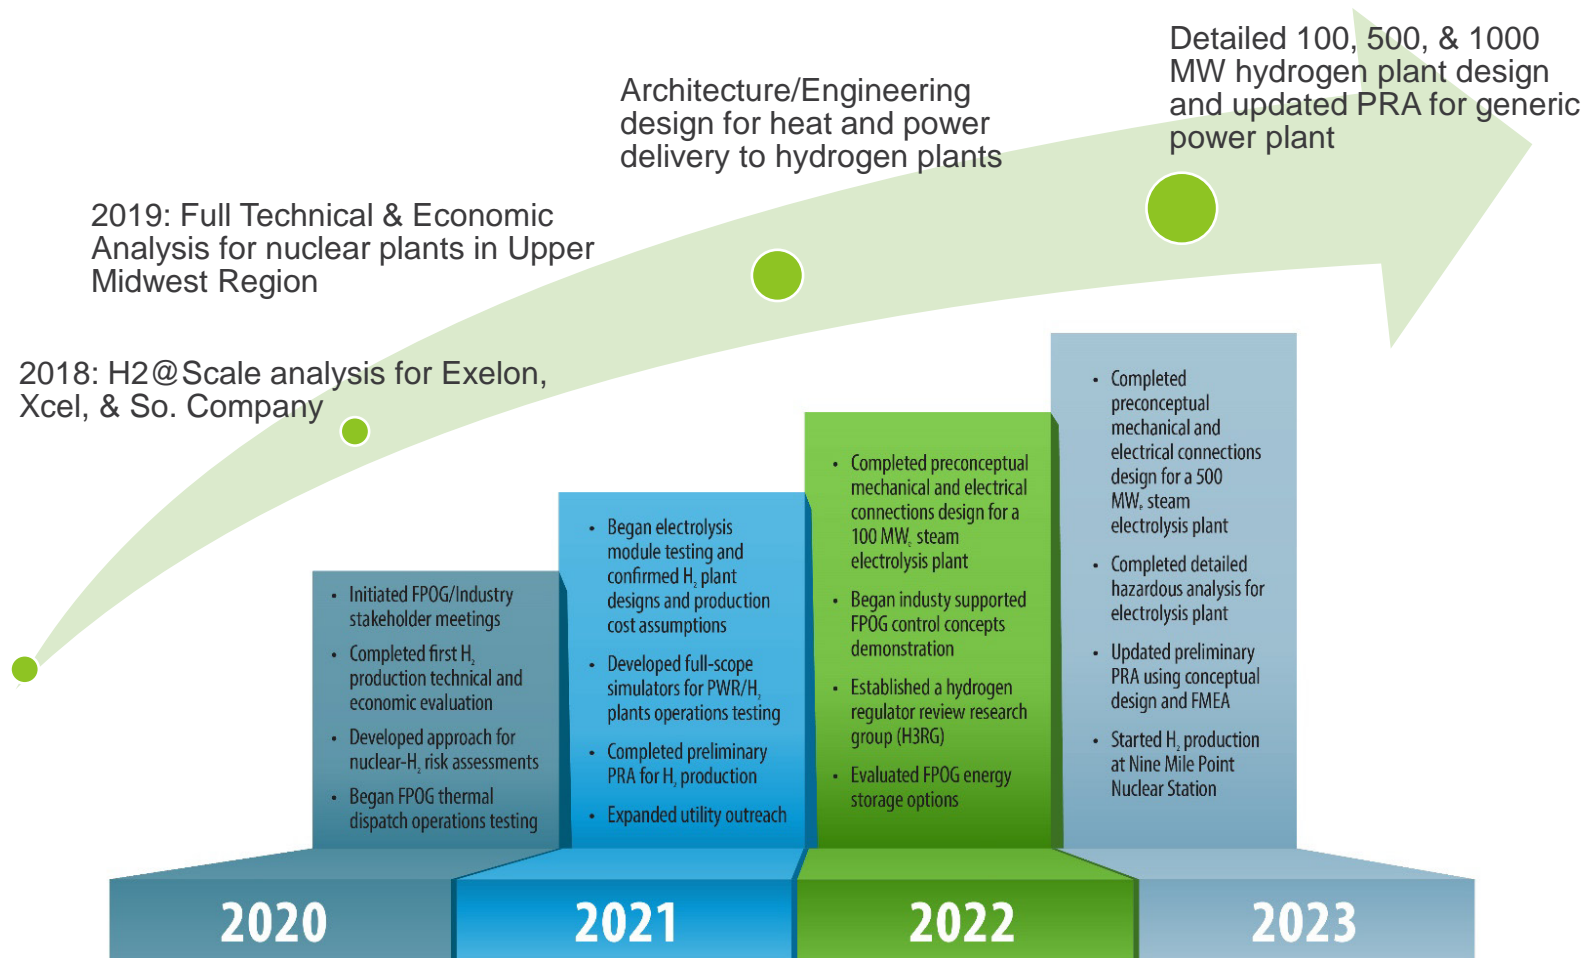 Detailed 100, 500, & 1000
MW hydrogen plant design
and updated PRA for generic
power plant
Architecture/Engineering
design for heat and power
delivery to hydrogen plants
2019: Full Technical & Economic
Analysis for nuclear plants in Upper
Midwest Region
2018: H2@Scale analysis for Exelon,
Xcel, & So. Company
• Initiated FPOG/Industry
stakeholder meetings
• Completed first H₂
production technical and
economic evaluation
• Developed approach for
nuclear-H₂ risk assessments
• Began FPOG thermal
dispatch operations testing
• Began electrolysis
module testing and
confirmed H₂ plant
designs and production
cost assumptions
• Developed full-scope
simulators for PWR/H₂
plants operations testing
• Completed preliminary
PRA for H₂ production
• Expanded utility outreach
• Completed preconceptual
mechanical and electrical
connections design for a
100 MWₑ steam
electrolysis plant
• Began industy supported
FPOG control concepts
demonstration
• Established a hydrogen
regulator review research
group (H3RG)
• Evaluated FPOG energy
storage options
• Completed
preconceptual
mechanical and
electrical connections
design for a 500
MWₑ steam
electrolysis plant
• Completed detailed
hazardous analysis for
electrolysis plant
• Updated preliminary
PRA using conceptual
design and FMEA
• Started H₂ production
at Nine Mile Point
Nuclear Station
2020
2021
2022
2023